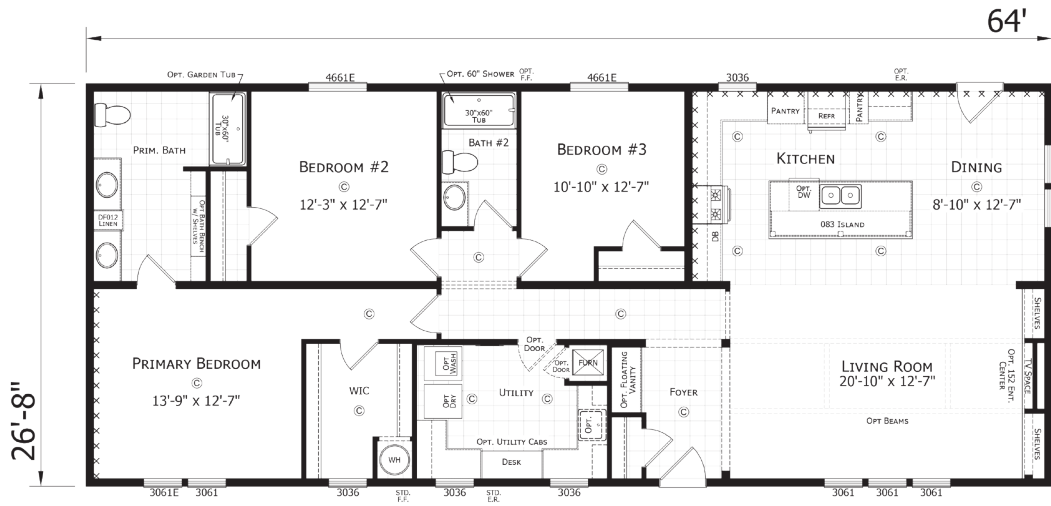 64'
OPT. GARDEN TUB
4661E
OPT. 60" SHOWER
OPT.
F.F.
4661E
3036
OPT.
E.R.
30"x60"
TUB
PRIM. BATH
30"x60"
TUB
BATH #2
BEDROOM #2
C
12'-3" x 12'-7"
BEDROOM #3
C
10'-10" x 12'-7"
PANTRY
REFR
PANTRY
C
C
KITCHEN
DINING
C
8'-10" x 12'-7"
OPT.
DW
083 ISLAND
DB
C
C
OF012
LINEN
OPT BATH BENCH
W/ SHELVES
C
C
C
SHELVES
PRIMARY BEDROOM
C
13'-9" x 12'-7"
WIC
C
OPT
WASH
OPT
DRY
OPT.
DOOR
OPT.
DOOR
FURN
UTILITY
C
C
OPT.
OPT. UTILITY CABS
DESK
WH
OPT. FLOATING
VANITY
FOYER
C
LIVING ROOM
20'-10" x 12'-7"
OPT BEAMS
OPT. 152 ENT.
CENTER
TV SPACE
SHELVES
26'-8"
3061E
3061
3036
STD.
F.F.
3036
STD.
E.R.
3036
3061
3061
3061